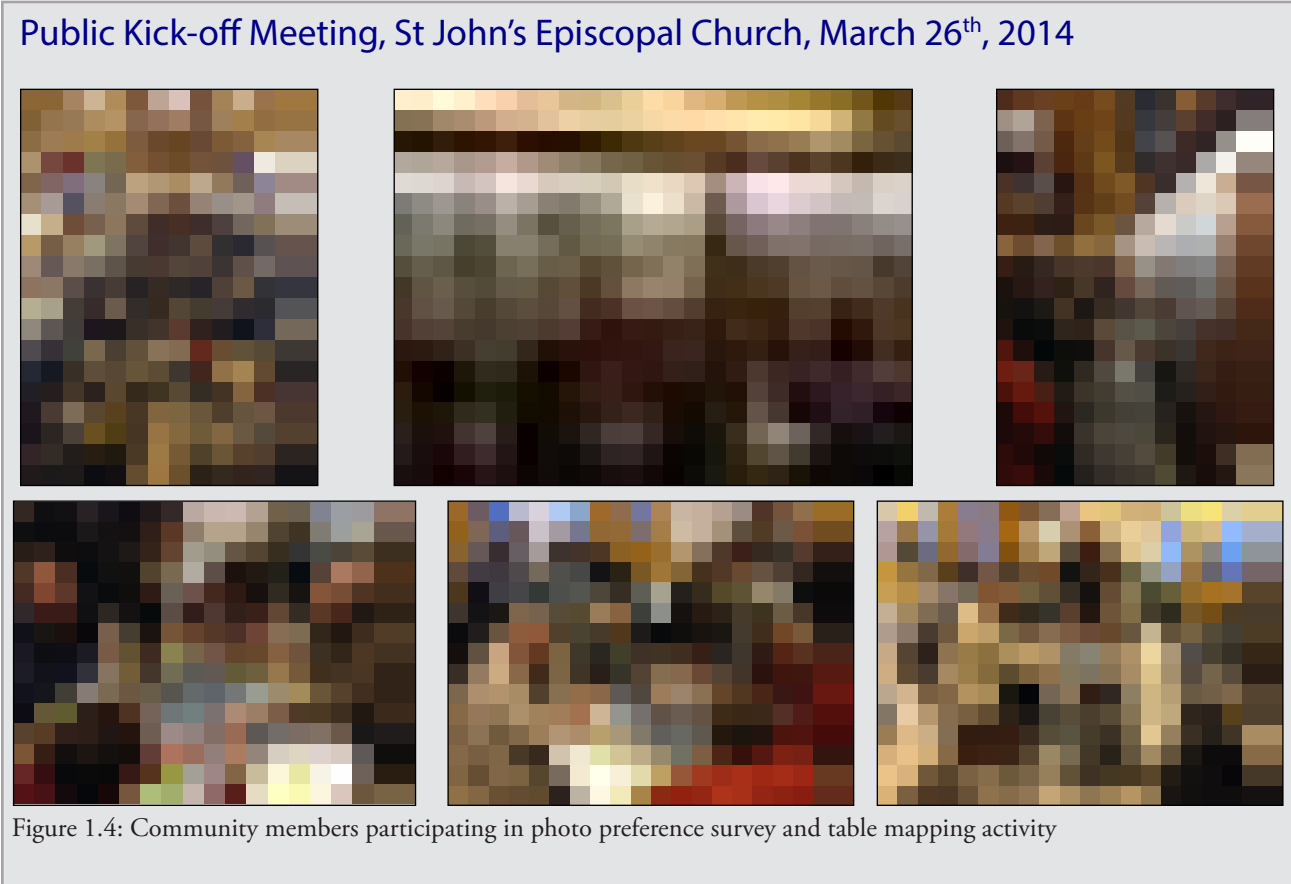 Public Kick-off Meeting, St John’s Episcopal Church, March 26th, 2014
Figure 1.4: Community members participating in photo preference survey and table mapping activity